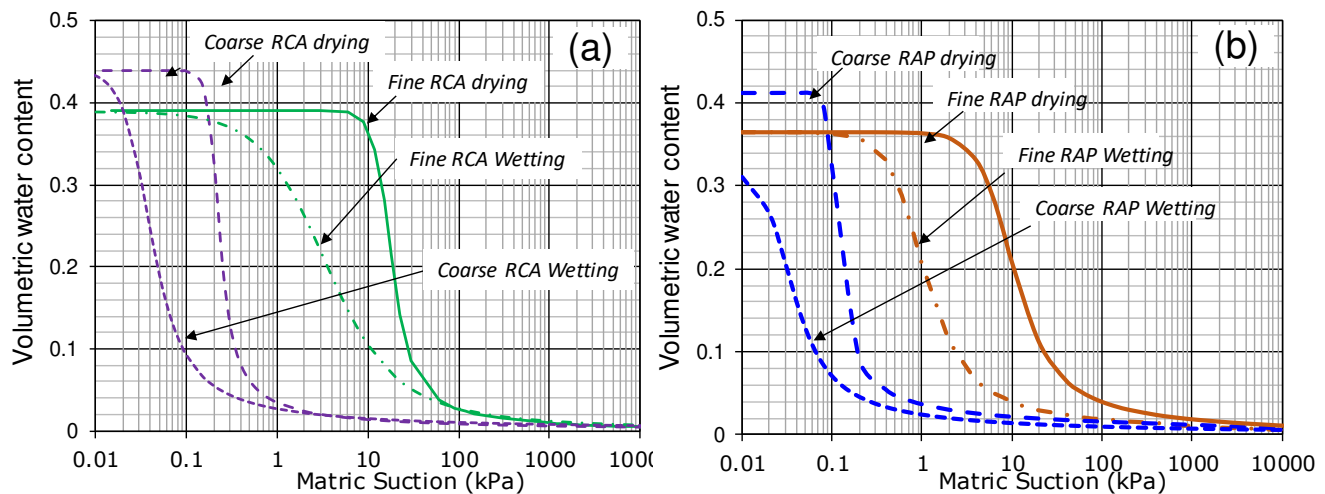 (a)
Coarse RCA drying
Fine RCA drying
Fine RCA Wetting
Coarse RCA Wetting
Volumetric water content
0.5
0.4
0.3
0.2
0.1
0
0.01 0.1 1 10 100 1000 1000
Matric Suction (kPa)
(b)
Coarse RAP drying
Fine RAP drying
Fine RAP Wetting
Coarse RAP Wetting
Volumetric water content
0.5
0.4
0.3
0.2
0.1
0
0.01 0.1 1 10 100 1000 10000
Matric Suction (kPa)